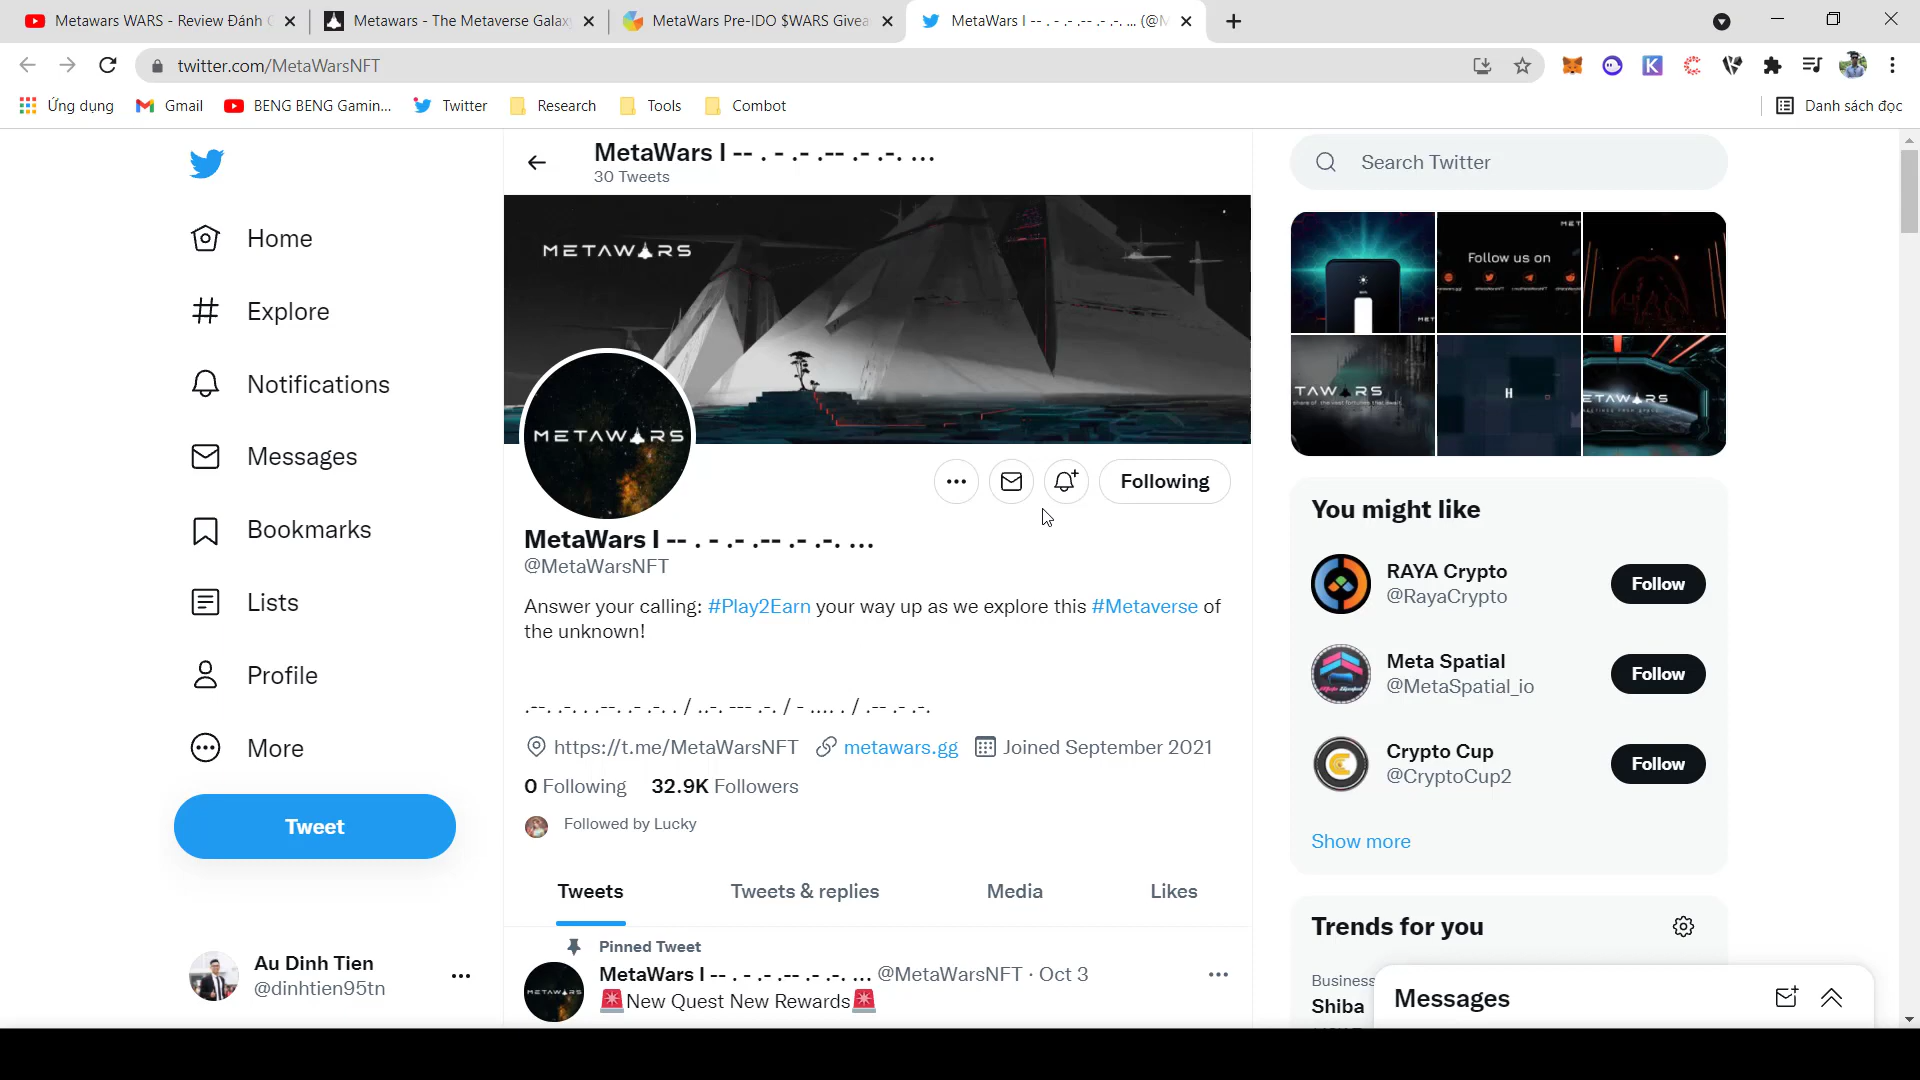 Metawars WARS - Review Đánh G
Metawars - The Metaverse Galax
MetaWars Pre-IDO $WARS Givea
MetaWars I -- . - .- .-- .- .-. ... (@M
twitter.com/MetaWarsNFT
Ứng dụng
Gmail
BENG BENG Gamin...
Twitter
Research
Tools
Combot
Danh sách đọc
MetaWars I -- . - .- .-- .- .-. ...
30 Tweets
Search Twitter
Home
Explore
Notifications
Messages
Bookmarks
Lists
Profile
More
Tweet
Au Dinh Tien
@dinhtien95tn
METAWARS
METAWARS
Following
MetaWars I -- . - .- .-- .- .-. ...
@MetaWarsNFT
Answer your calling: #Play2Earn your way up as we explore this #Metaverse of
the unknown!
.--. .-. . .--. .- .-. . / ..-. --- .-. / - .... . / .-- .- .-.
https://t.me/MetaWarsNFT
metawars.gg
Joined September 2021
0 Following
32.9K Followers
Followed by Lucky
Tweets
Tweets & replies
Media
Likes
Pinned Tweet
MetaWars I -- . - .- .-- .- .-. ... @MetaWarsNFT · Oct 3
METAWARS
🚨New Quest New Rewards🚨
MET
Follow us on
MET
TAWARS
H
ETAWARS
You might like
RAYA Crypto
@RayaCrypto
Follow
Meta Spatial
@MetaSpatial_io
Follow
Crypto Cup
@CryptoCup2
Follow
Show more
Trends for you
Business
Shiba
Messages